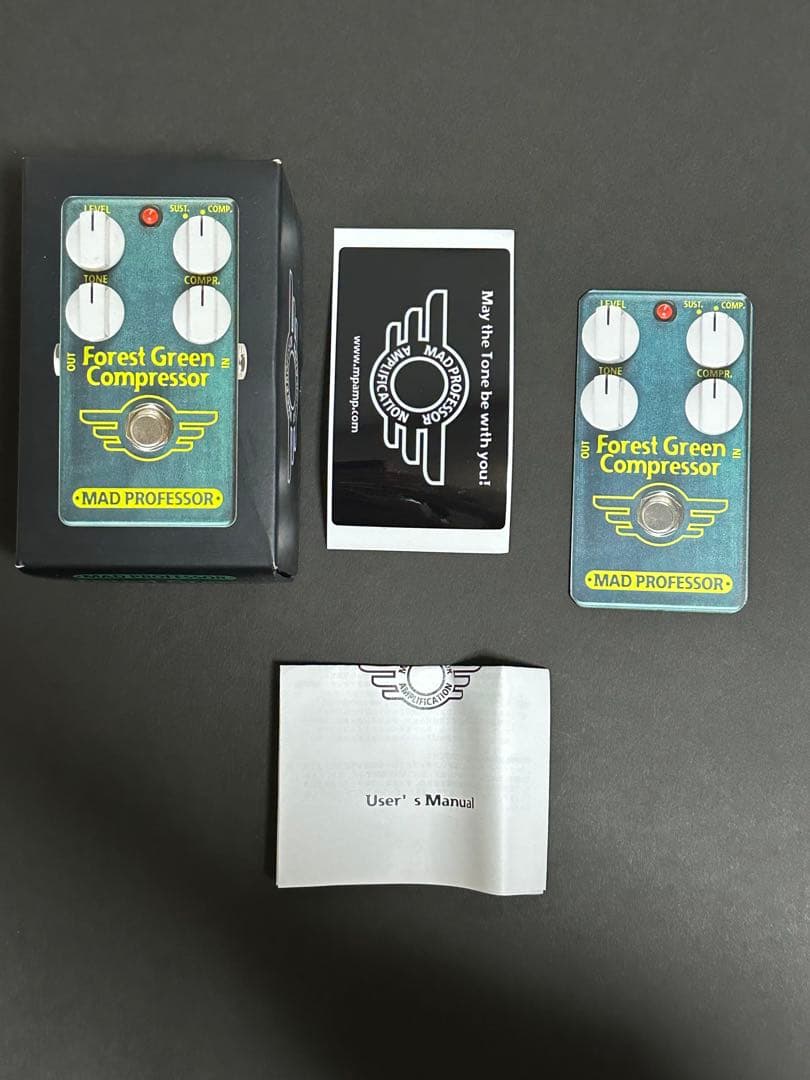 LEVEL
SUST.
COMP.
TONE
COMPR.
OUT
IN
Forest Green
Compressor
•MAD PROFESSOR•
MAD PROFESSOR
May the Tone be with you!
MAD PROFESSOR
AMPLIFICATION
www.mpamp.com
LEVEL
SUST.
COMP.
TONE
COMPR.
OUT
IN
Forest Green
Compressor
•MAD PROFESSOR•
AMPLIFICATION
User' s Manual